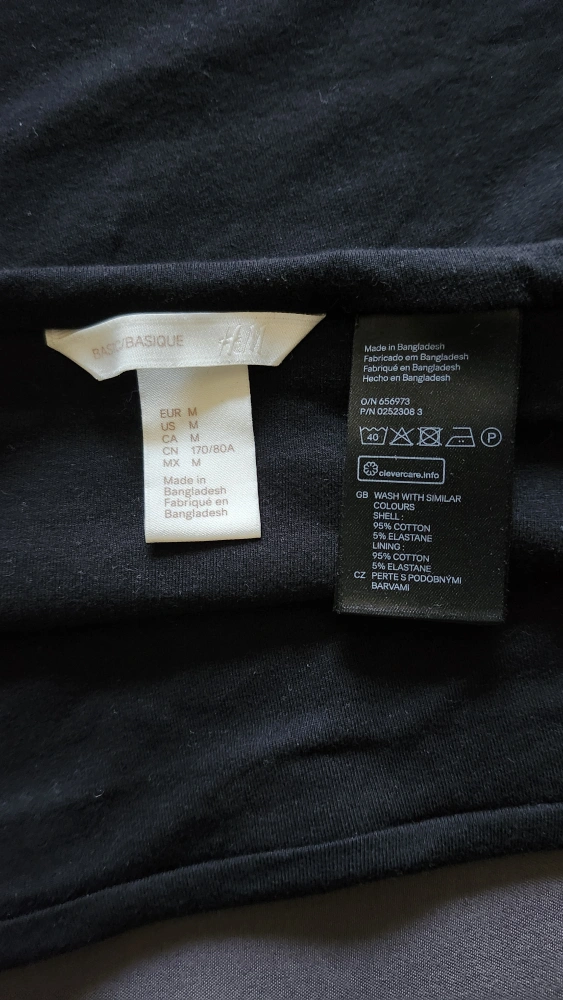 BASIC/BASIQUE
H&M
EUR M
US M
CA M
CN 170/80A
MX M
Made in
Bangladesh
Fabriqué en
Bangladesh
Made in Bangladesh
Fabricado em Bangladesh
Fabriqué en Bangladesh
Hecho en Bangladesh
O/N 656973
P/N 0252308 3
40
P
clevercare.info
GB WASH WITH SIMILAR
COLOURS
SHELL :
95% COTTON
5% ELASTANE
LINING :
95% COTTON
5% ELASTANE
CZ PERTE S PODOBNÝMI
BARVAMI